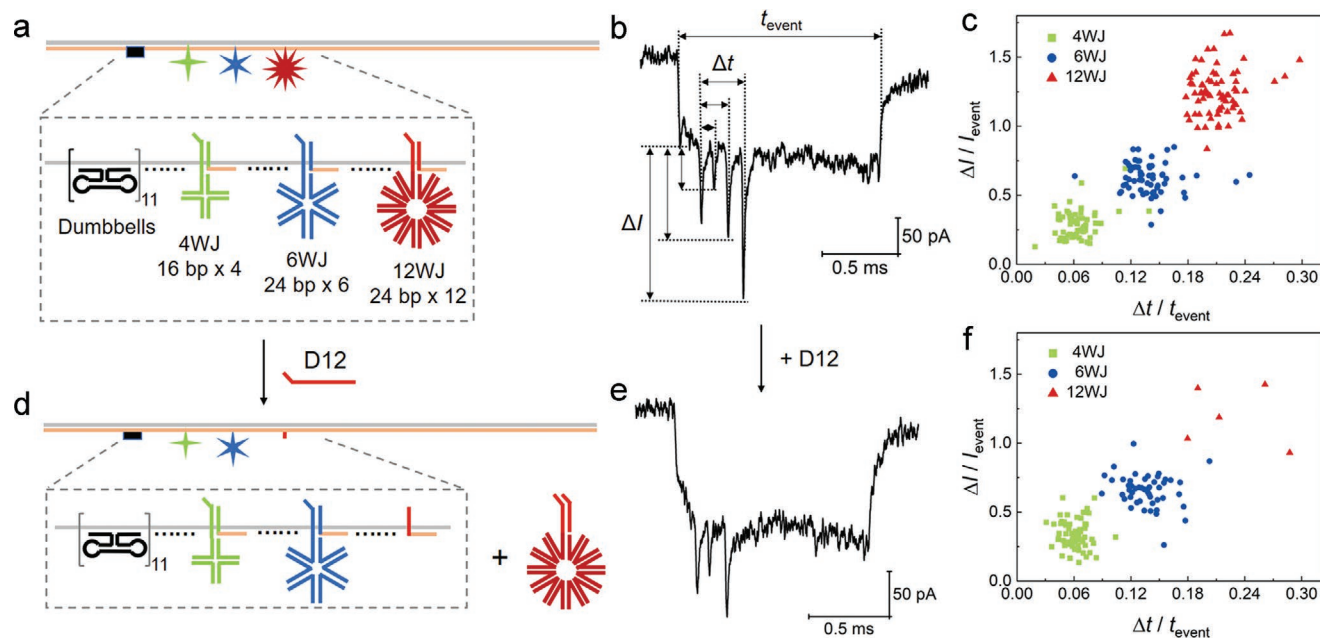 a
Dumbbells
11
4WJ
16 bp x 4
6WJ
24 bp x 6
12WJ
24 bp x 12
D12
b
t_event
Δt
ΔI
50 pA
0.5 ms
+ D12
c
4WJ
6WJ
12WJ
ΔI / I_event
1.5
1.0
0.5
0.0
0.00 0.06 0.12 0.18 0.24 0.30
Δt / t_event
d
11
+
e
50 pA
0.5 ms
f
4WJ
6WJ
12WJ
ΔI / I_event
1.5
1.0
0.5
0.0
0.00 0.06 0.12 0.18 0.24 0.30
Δt / t_event